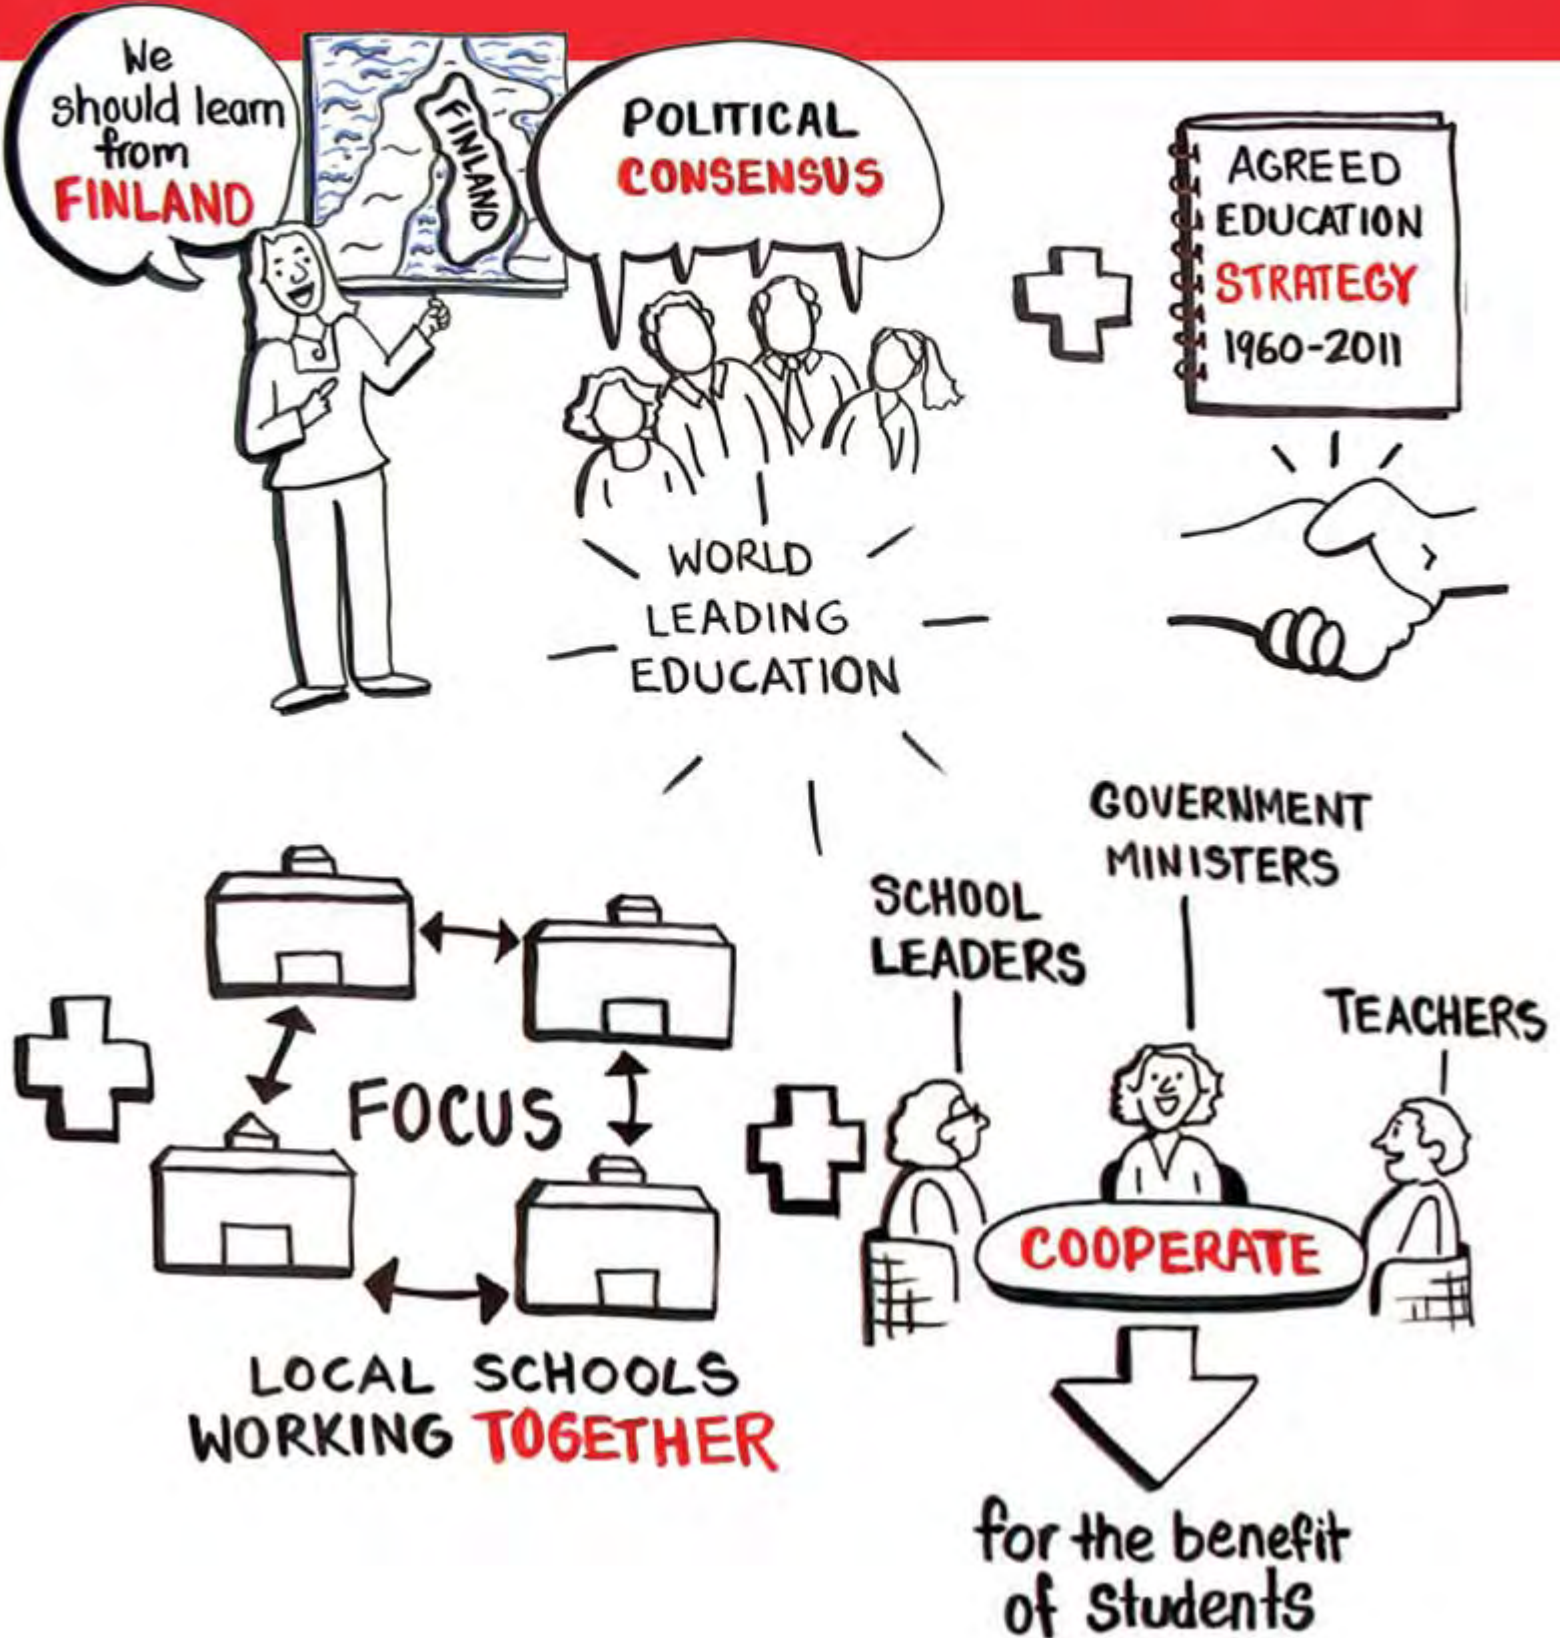 We
should learn
from
FINLAND
FINLAND
POLITICAL
CONSENSUS
AGREED
EDUCATION
STRATEGY
1960-2011
WORLD
LEADING
EDUCATION
FOCUS
LOCAL SCHOOLS
WORKING TOGETHER
SCHOOL
LEADERS
GOVERNMENT
MINISTERS
TEACHERS
COOPERATE
for the benefit
of students